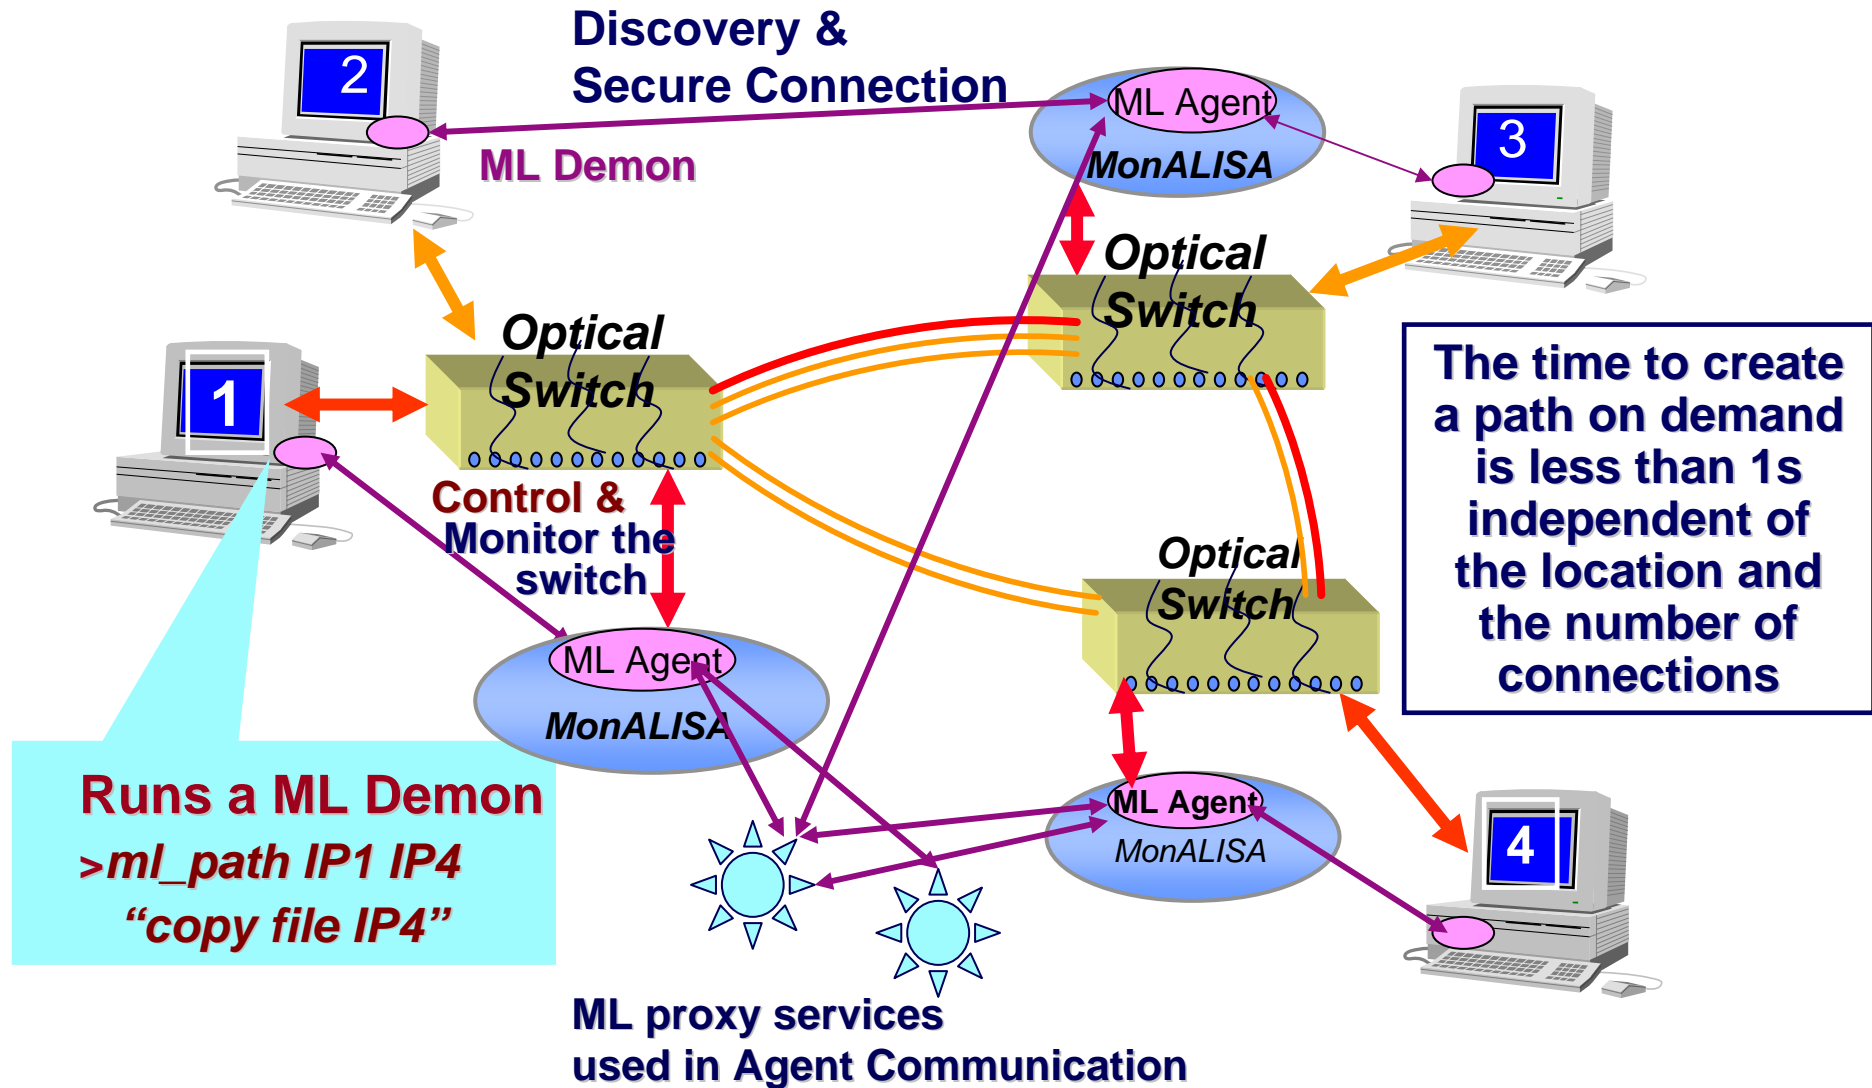 Discovery &
Secure Connection
2
ML Demon
ML Agent
MonALISA
3
Optical
Switch
Optical
Switch
1
The time to create
a path on demand
is less than 1s
independent of
the location and
the number of
connections
Control &
Monitor the
switch
Optical
Switch
ML Agent
MonALISA
Runs a ML Demon
>ml_path IP1 IP4
“copy file IP4”
ML Agent
MonALISA
4
ML proxy services
used in Agent Communication